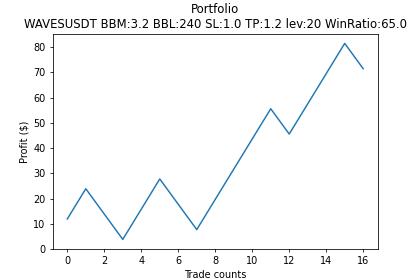 Portfolio
WAVESUSDT BBM:3.2 BBL:240 SL:1.0 TP:1.2 lev:20 WinRatio:65.0
80
70
60
50
40
30
20
10
0
Profit ($)
0 2 4 6 8 10 12 14 16
Trade counts